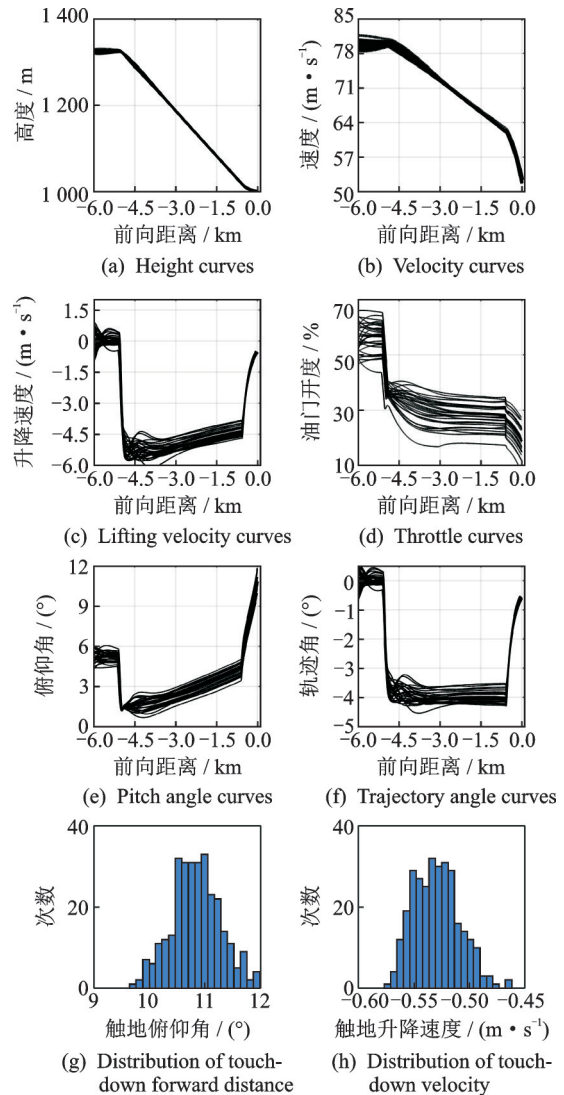 1 400
1 200
1 000
高度 / m
−6.0 −4.5 −3.0 −1.5 0.0
前向距离 / km
(a) Height curves
85
78
71
64
57
50
速度 / (m·s⁻¹)
−6.0 −4.5 −3.0 −1.5 0.0
前向距离 / km
(b) Velocity curves
1.5
0
−1.5
−3.0
−4.5
−6.0
升降速度 / (m·s⁻¹)
−6.0 −4.5 −3.0 −1.5 0.0
前向距离 / km
(c) Lifting velocity curves
70
50
30
10
油门开度 / %
−6.0 −4.5 −3.0 −1.5 0.0
前向距离 / km
(d) Throttle curves
12
9
6
3
0
俯仰角 / (°)
−6.0 −4.5 −3.0 −1.5 0.0
前向距离 / km
(e) Pitch angle curves
0
−1
−2
−3
−4
−5
轨迹角 / (°)
−6.0 −4.5 −3.0 −1.5 0.0
前向距离 / km
(f) Trajectory angle curves
40
20
0
次数
9 10 11 12
触地俯仰角 / (°)
(g) Distribution of touch-
down forward distance
40
20
0
次数
−0.60 −0.55 −0.50 −0.45
触地升降速度 / (m·s⁻¹)
(h) Distribution of touch-
down velocity